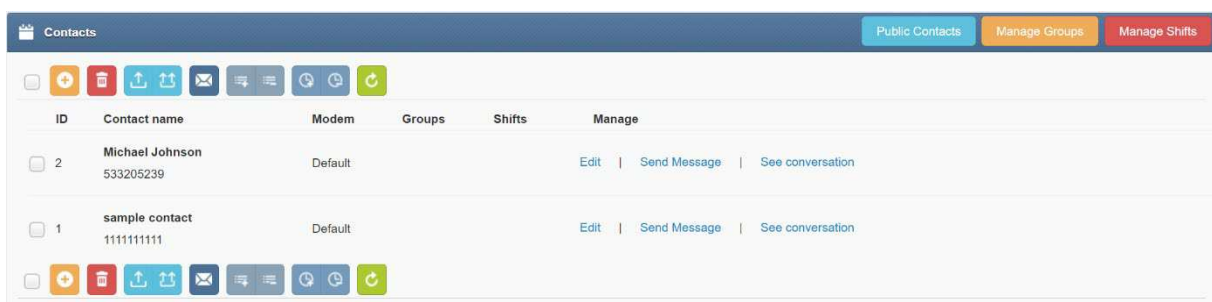 Contacts Public Contacts Manage Groups Manage Shifts
ID Contact name Modem Groups Shifts Manage
2 Michael Johnson Default Edit | Send Message | See conversation
533205239
1 sample contact Default Edit | Send Message | See conversation
1111111111